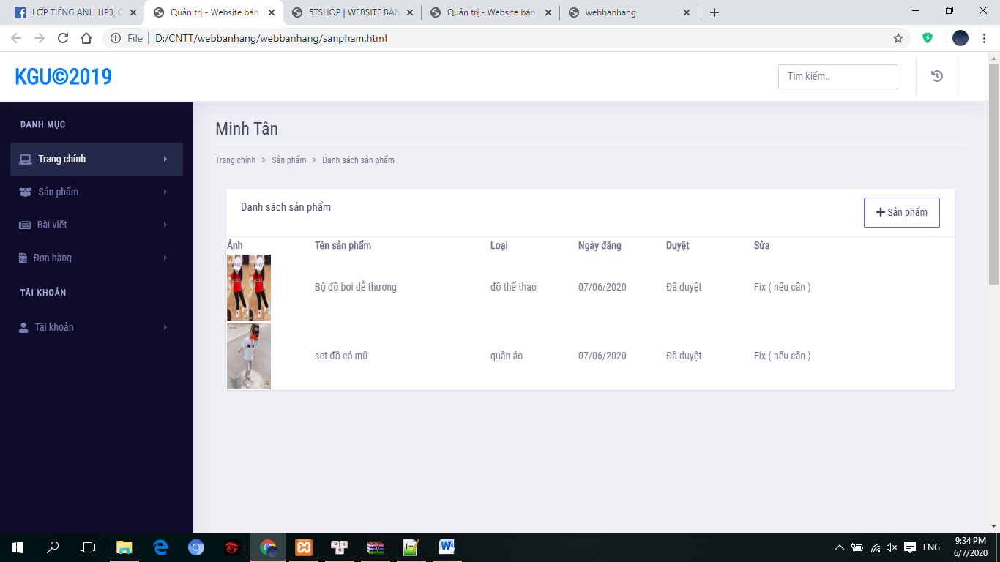 LỚP TIẾNG ANH HP3, C
Quản trị - Website bán
5TSHOP | WEBSITE BÁN
Quản trị - Website bán
webbanhang
File
D:/CNTT/webbanhang/webbanhang/sanpham.html
KGU©2019
Tìm kiếm..
DANH MỤC
Trang chính
Sản phẩm
Bài viết
Đơn hàng
TÀI KHOẢN
Tài khoản
Minh Tân
Trang chính > Sản phẩm > Danh sách sản phẩm
Danh sách sản phẩm
+ Sản phẩm
Ảnh Tên sản phẩm Loại Ngày đăng Duyệt Sửa
Bộ đồ bơi dễ thương đồ thể thao 07/06/2020 Đã duyệt Fix ( nếu cần )
set đồ có mũ quần áo 07/06/2020 Đã duyệt Fix ( nếu cần )
ENG
9:34 PM
6/7/2020